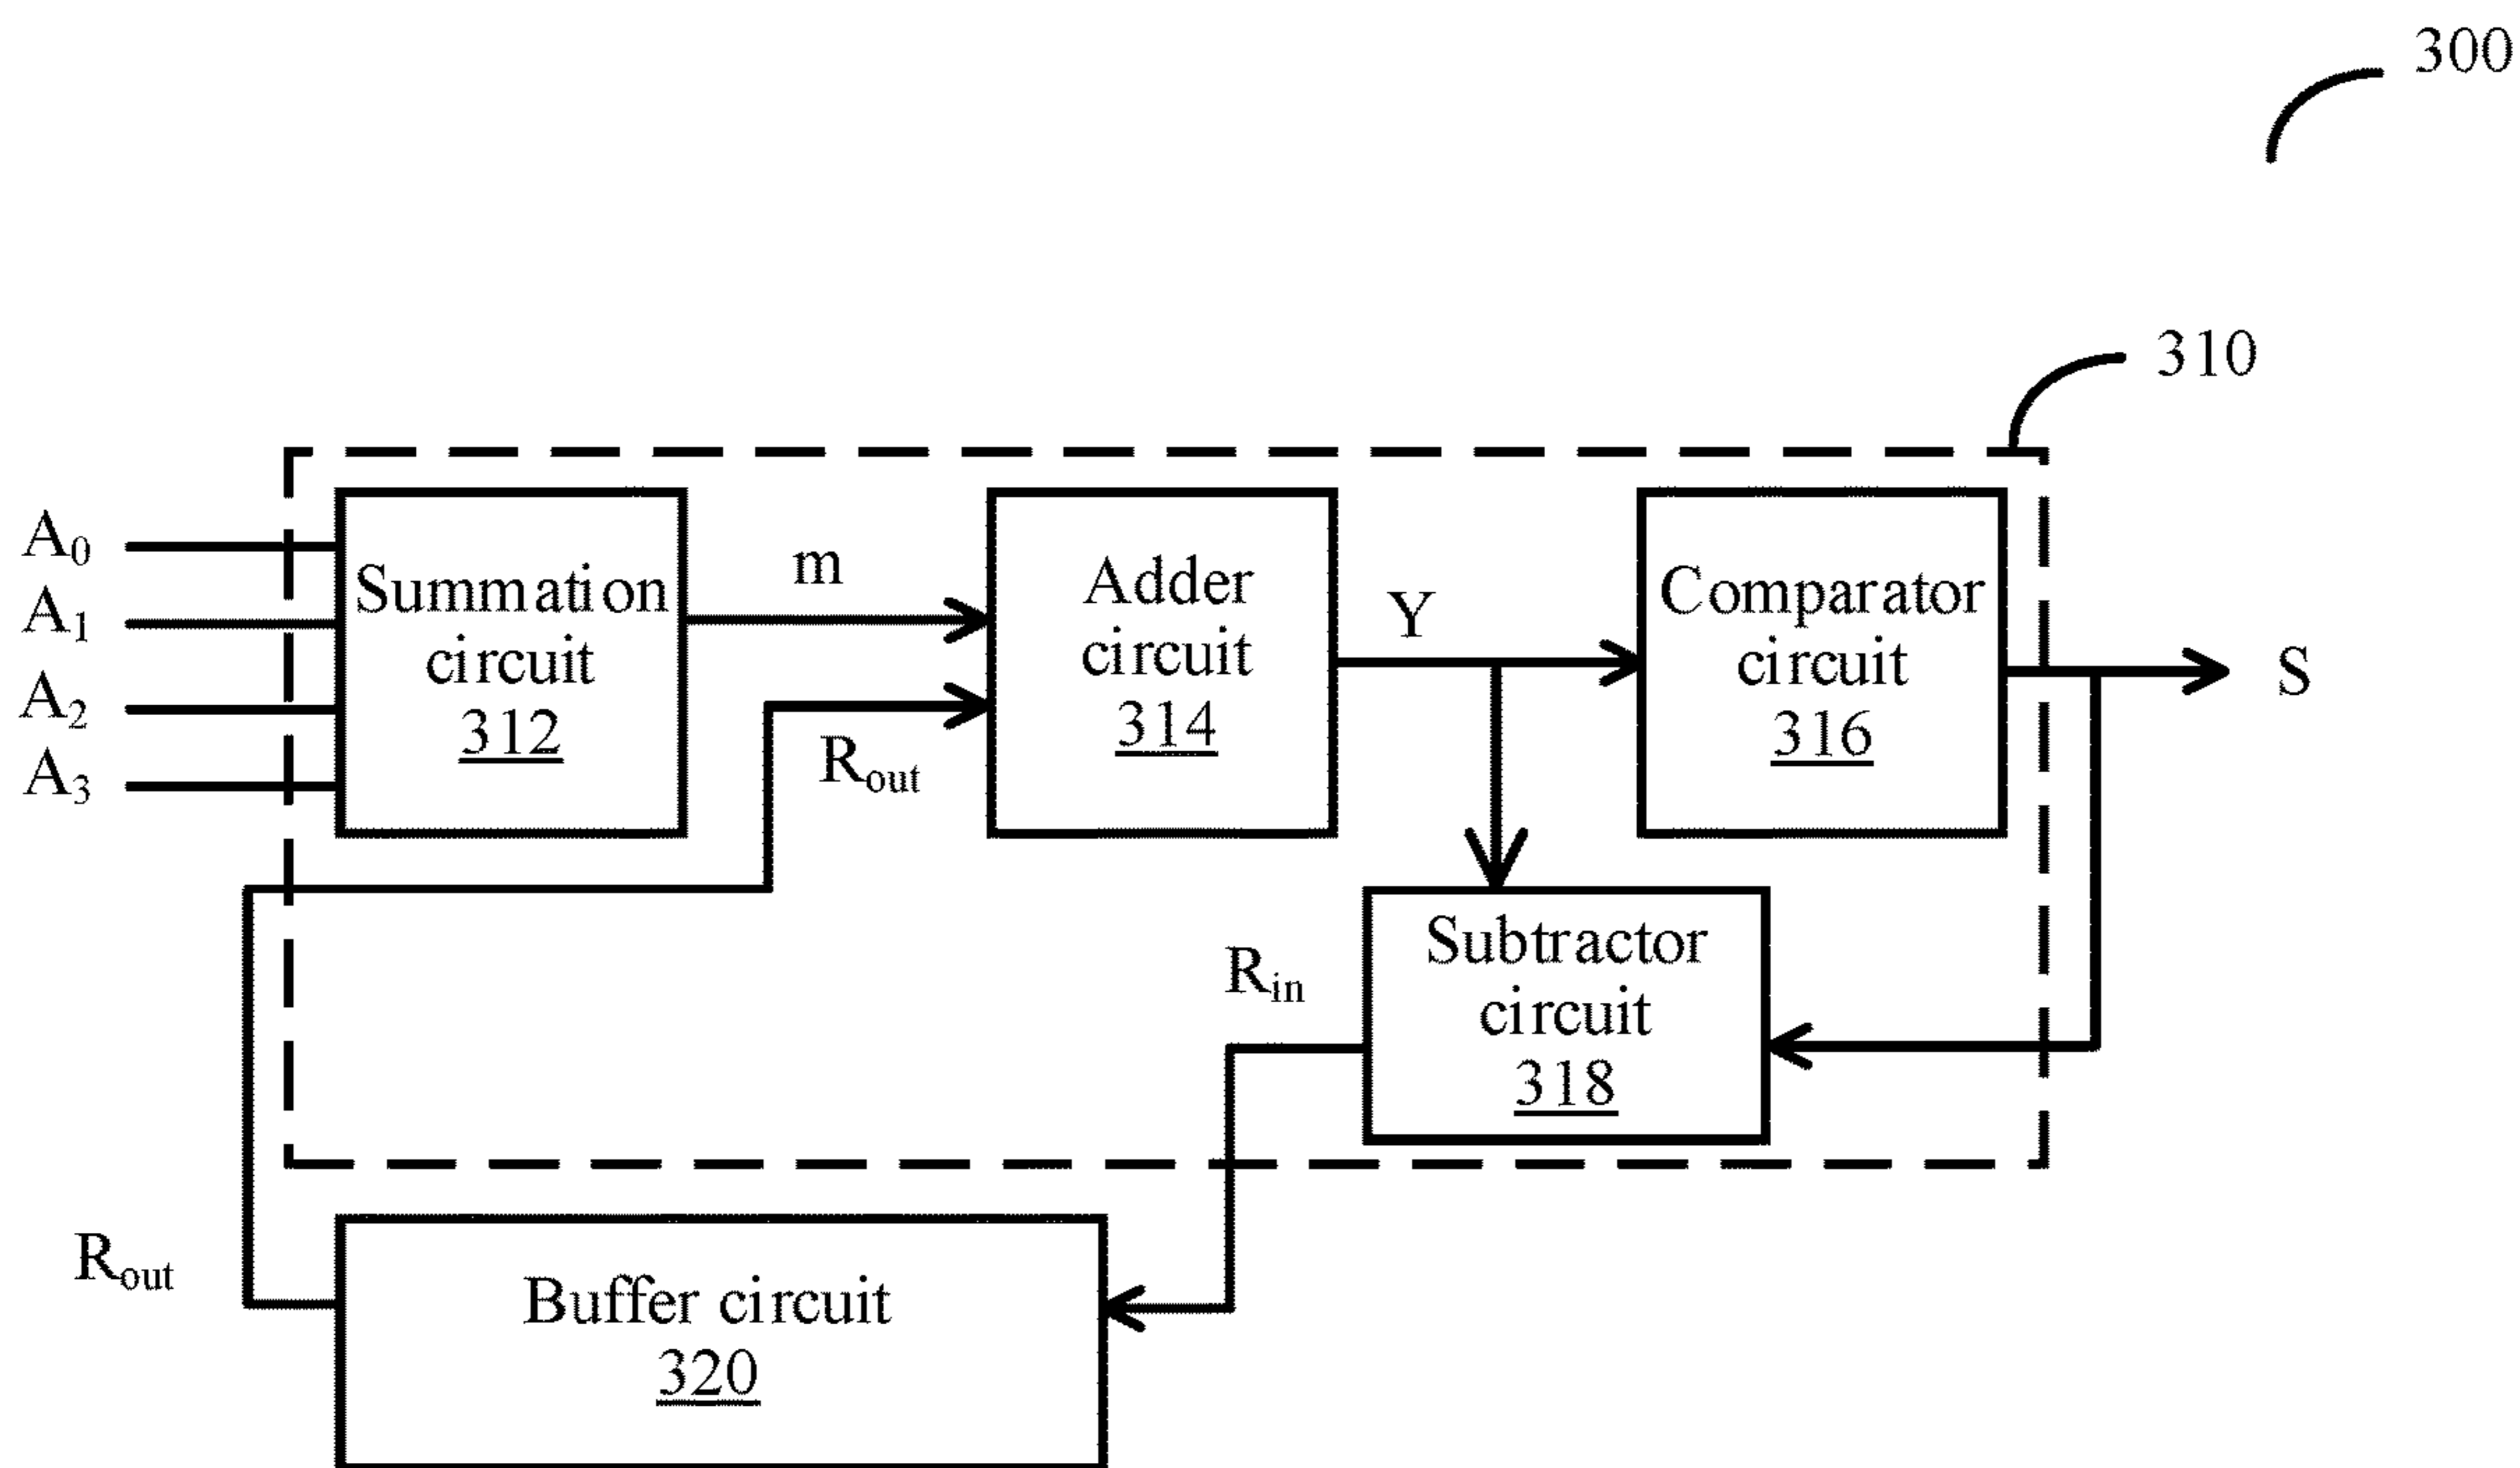 300
310
A0
A1
A2
A3
Summation
circuit
312
m
Rout
Adder
circuit
314
Y
Comparator
circuit
316
S
Subtractor
circuit
318
Rin
Rout
Buffer circuit
320